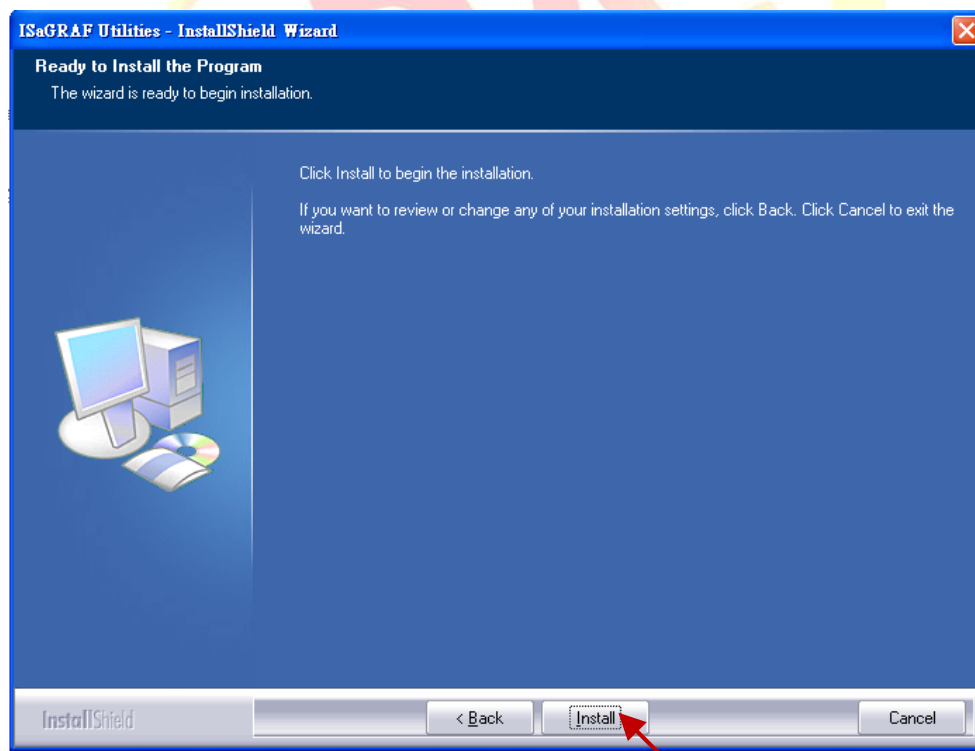 ISaGRAF Utilities - InstallShield Wizard
Ready to Install the Program
The wizard is ready to begin installation.
Click Install to begin the installation.
If you want to review or change any of your installation settings, click Back. Click Cancel to exit the
wizard.
InstallShield
< Back
Install
Cancel